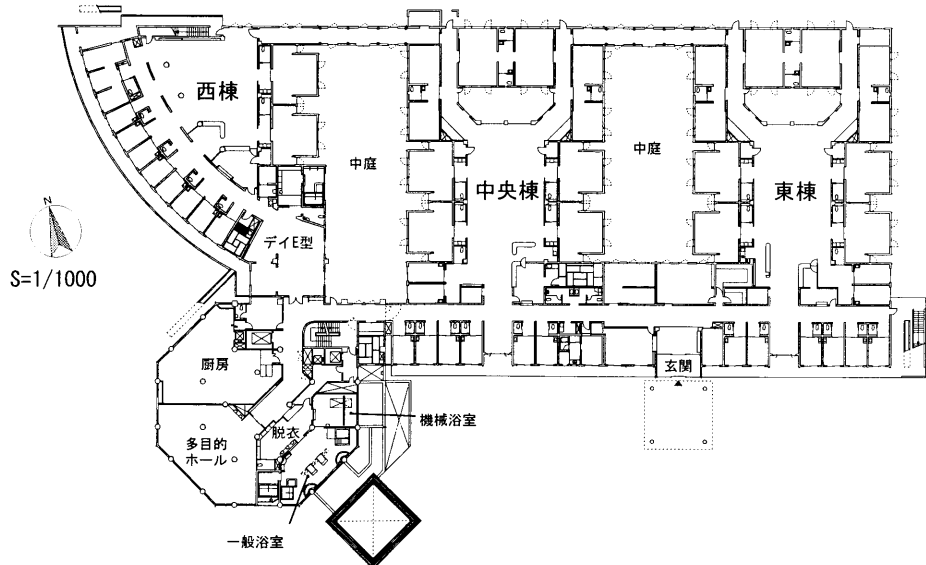 西棟
中庭
中央棟
中庭
東棟
N
デイE型
S=1/1000
厨房
玄関
機械浴室
脱衣
多目的
ホール
一般浴室